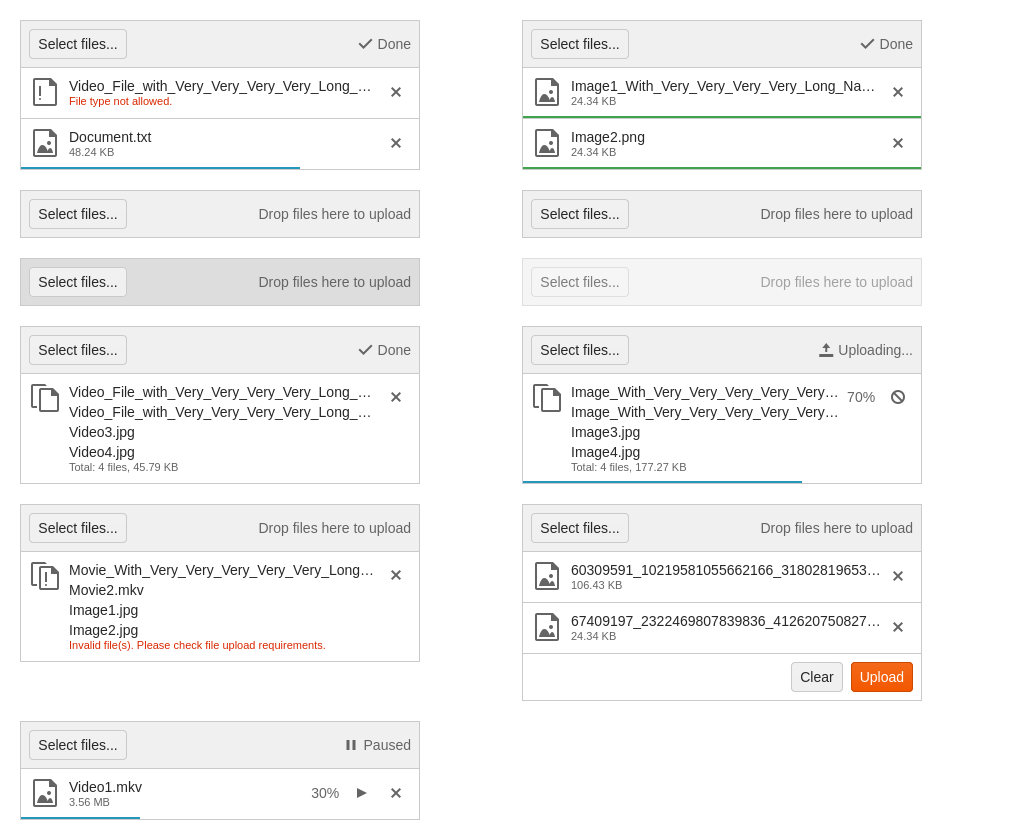 Select files...
Done
Video_File_with_Very_Very_Very_Very_Long_...
File type not allowed.
Document.txt
48.24 KB
Select files...
Done
Image1_With_Very_Very_Very_Very_Long_Na...
24.34 KB
Image2.png
24.34 KB
Select files...
Drop files here to upload
Select files...
Drop files here to upload
Select files...
Drop files here to upload
Select files...
Drop files here to upload
Select files...
Done
Video_File_with_Very_Very_Very_Very_Long_...
Video_File_with_Very_Very_Very_Very_Long_...
Video3.jpg
Video4.jpg
Total: 4 files, 45.79 KB
Select files...
Uploading...
Image_With_Very_Very_Very_Very_Very...
70%
Image_With_Very_Very_Very_Very_Very...
Image3.jpg
Image4.jpg
Total: 4 files, 177.27 KB
Select files...
Drop files here to upload
Movie_With_Very_Very_Very_Very_Very_Long...
Movie2.mkv
Image1.jpg
Image2.jpg
Invalid file(s). Please check file upload requirements.
Select files...
Drop files here to upload
60309591_10219581055662166_31802819653...
106.43 KB
67409197_2322469807839836_412620750827...
24.34 KB
Clear
Upload
Select files...
Paused
Video1.mkv
3.56 MB
30%